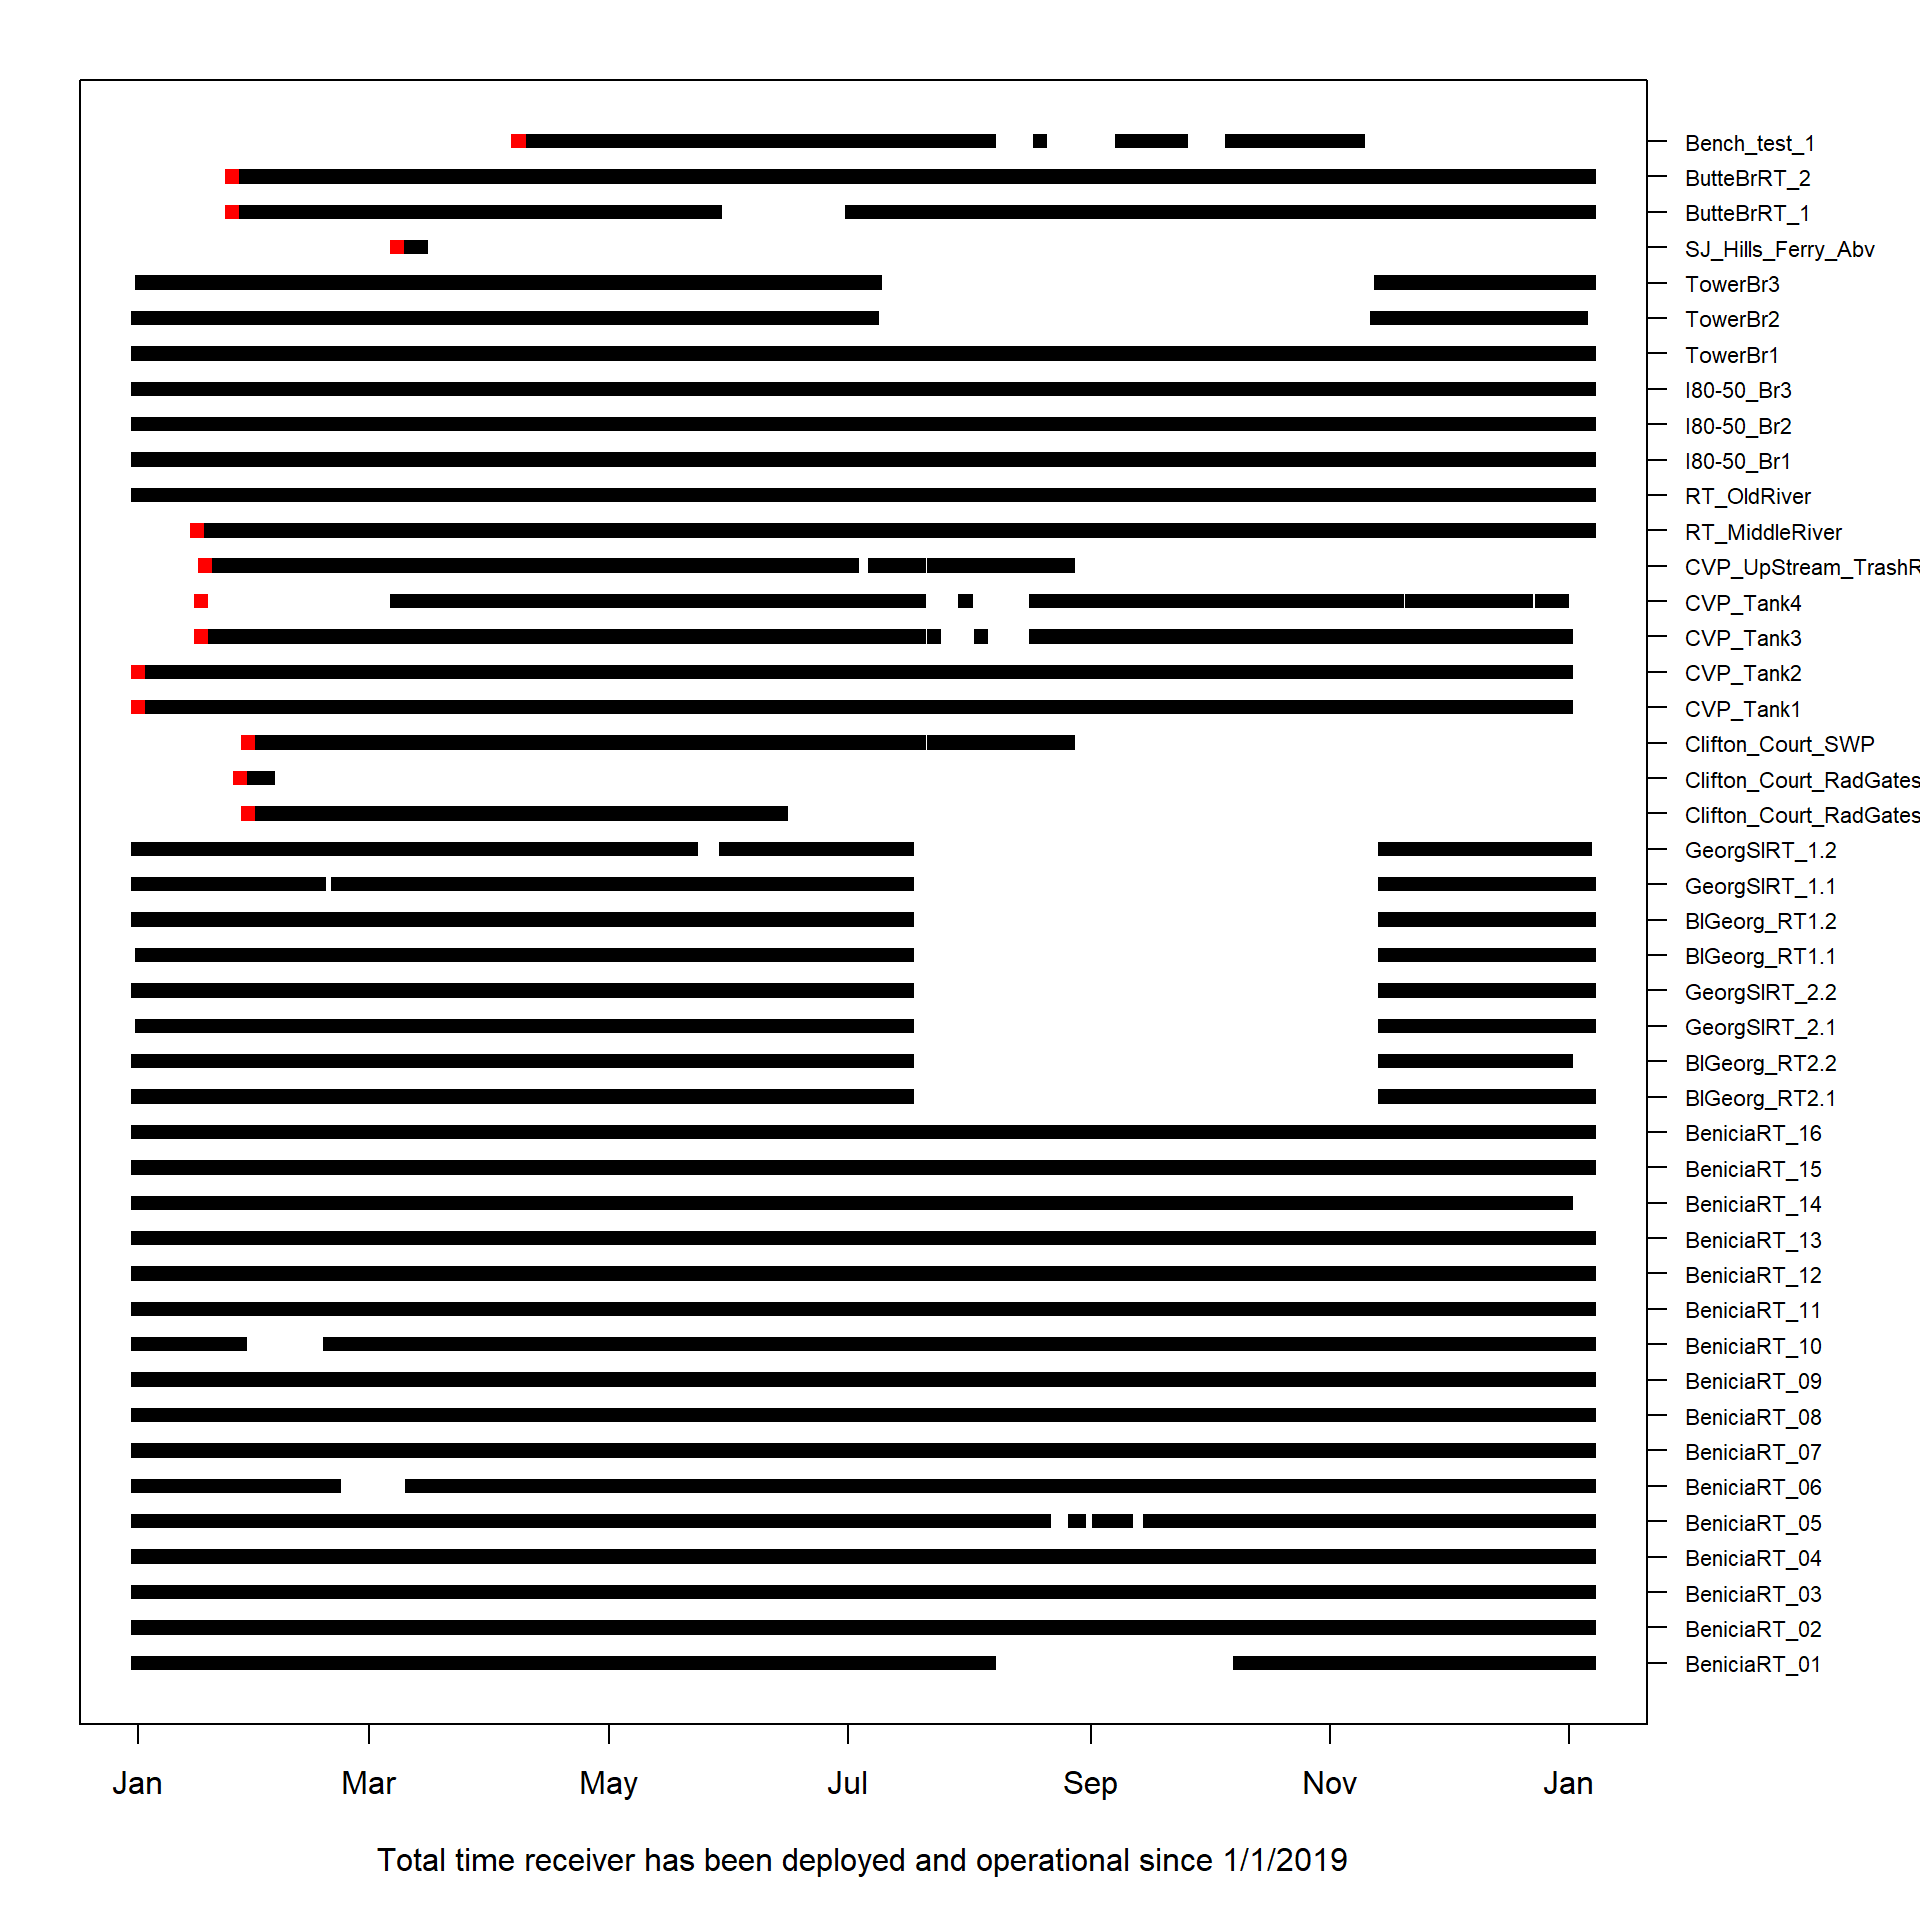 Bench_test_1
ButteBrRT_2
ButteBrRT_1
SJ_Hills_Ferry_Abv
TowerBr3
TowerBr2
TowerBr1
I80-50_Br3
I80-50_Br2
I80-50_Br1
RT_OldRiver
RT_MiddleRiver
CVP_UpStream_TrashR
CVP_Tank4
CVP_Tank3
CVP_Tank2
CVP_Tank1
Clifton_Court_SWP
Clifton_Court_RadGates
Clifton_Court_RadGates
GeorgSlRT_1.2
GeorgSlRT_1.1
BlGeorg_RT1.2
BlGeorg_RT1.1
GeorgSlRT_2.2
GeorgSlRT_2.1
BlGeorg_RT2.2
BlGeorg_RT2.1
BeniciaRT_16
BeniciaRT_15
BeniciaRT_14
BeniciaRT_13
BeniciaRT_12
BeniciaRT_11
BeniciaRT_10
BeniciaRT_09
BeniciaRT_08
BeniciaRT_07
BeniciaRT_06
BeniciaRT_05
BeniciaRT_04
BeniciaRT_03
BeniciaRT_02
BeniciaRT_01
Jan Mar May Jul Sep Nov Jan
Total time receiver has been deployed and operational since 1/1/2019